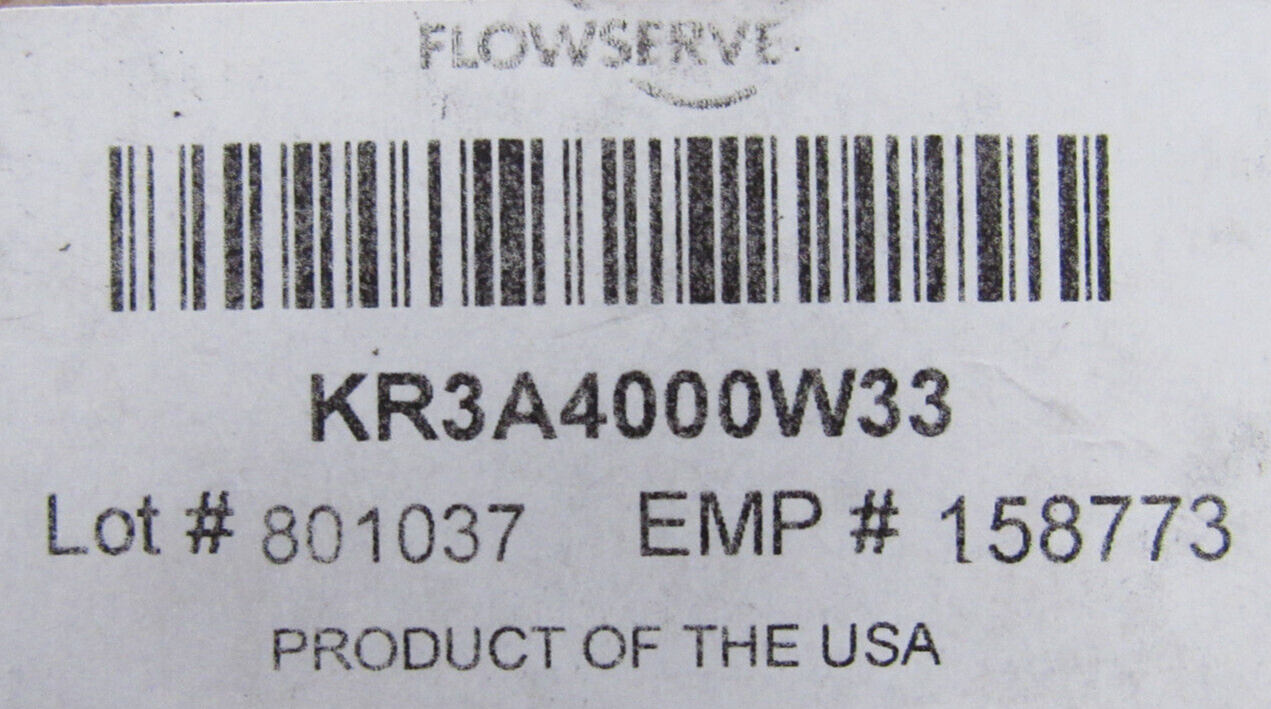 FLOWSERVE
KR3A4000W33
Lot # 801037 EMP # 158773
PRODUCT OF THE USA